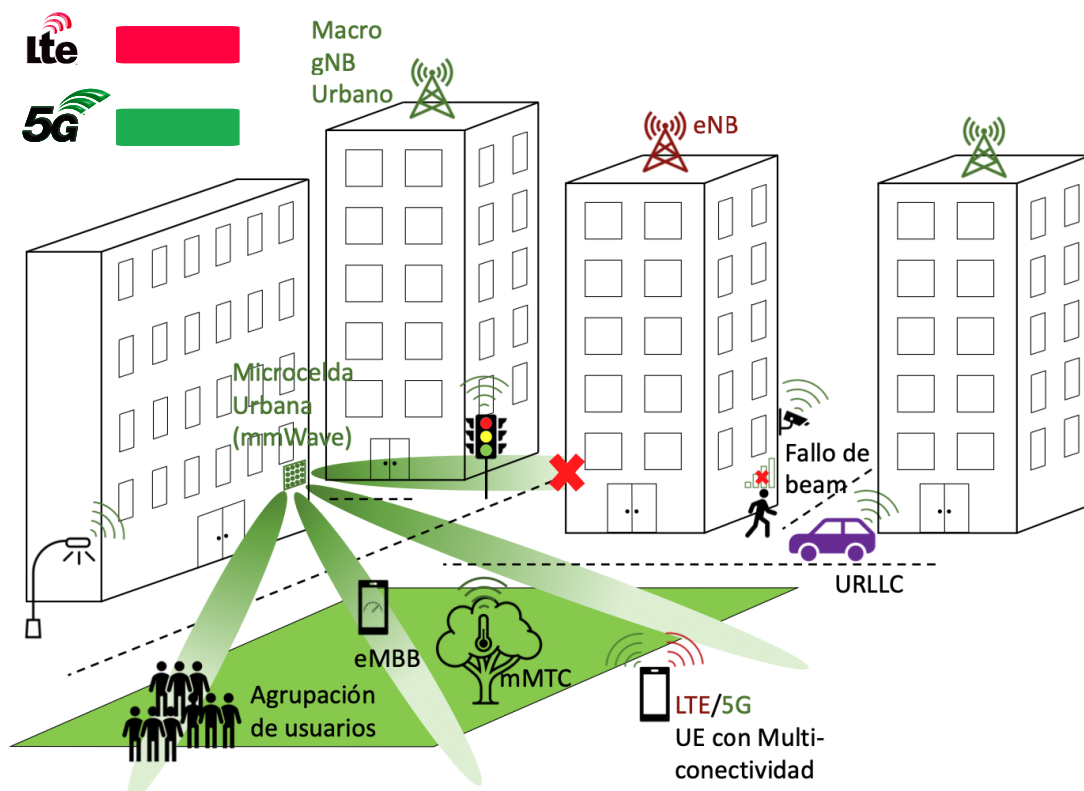 Lte
5G
Macro
gNB
Urbano
eNB
Microcelda
Urbana
(mmWave)
Fallo de
beam
URLLC
eMBB
mMTC
Agrupación
de usuarios
LTE/5G
UE con Multi-
conectividad